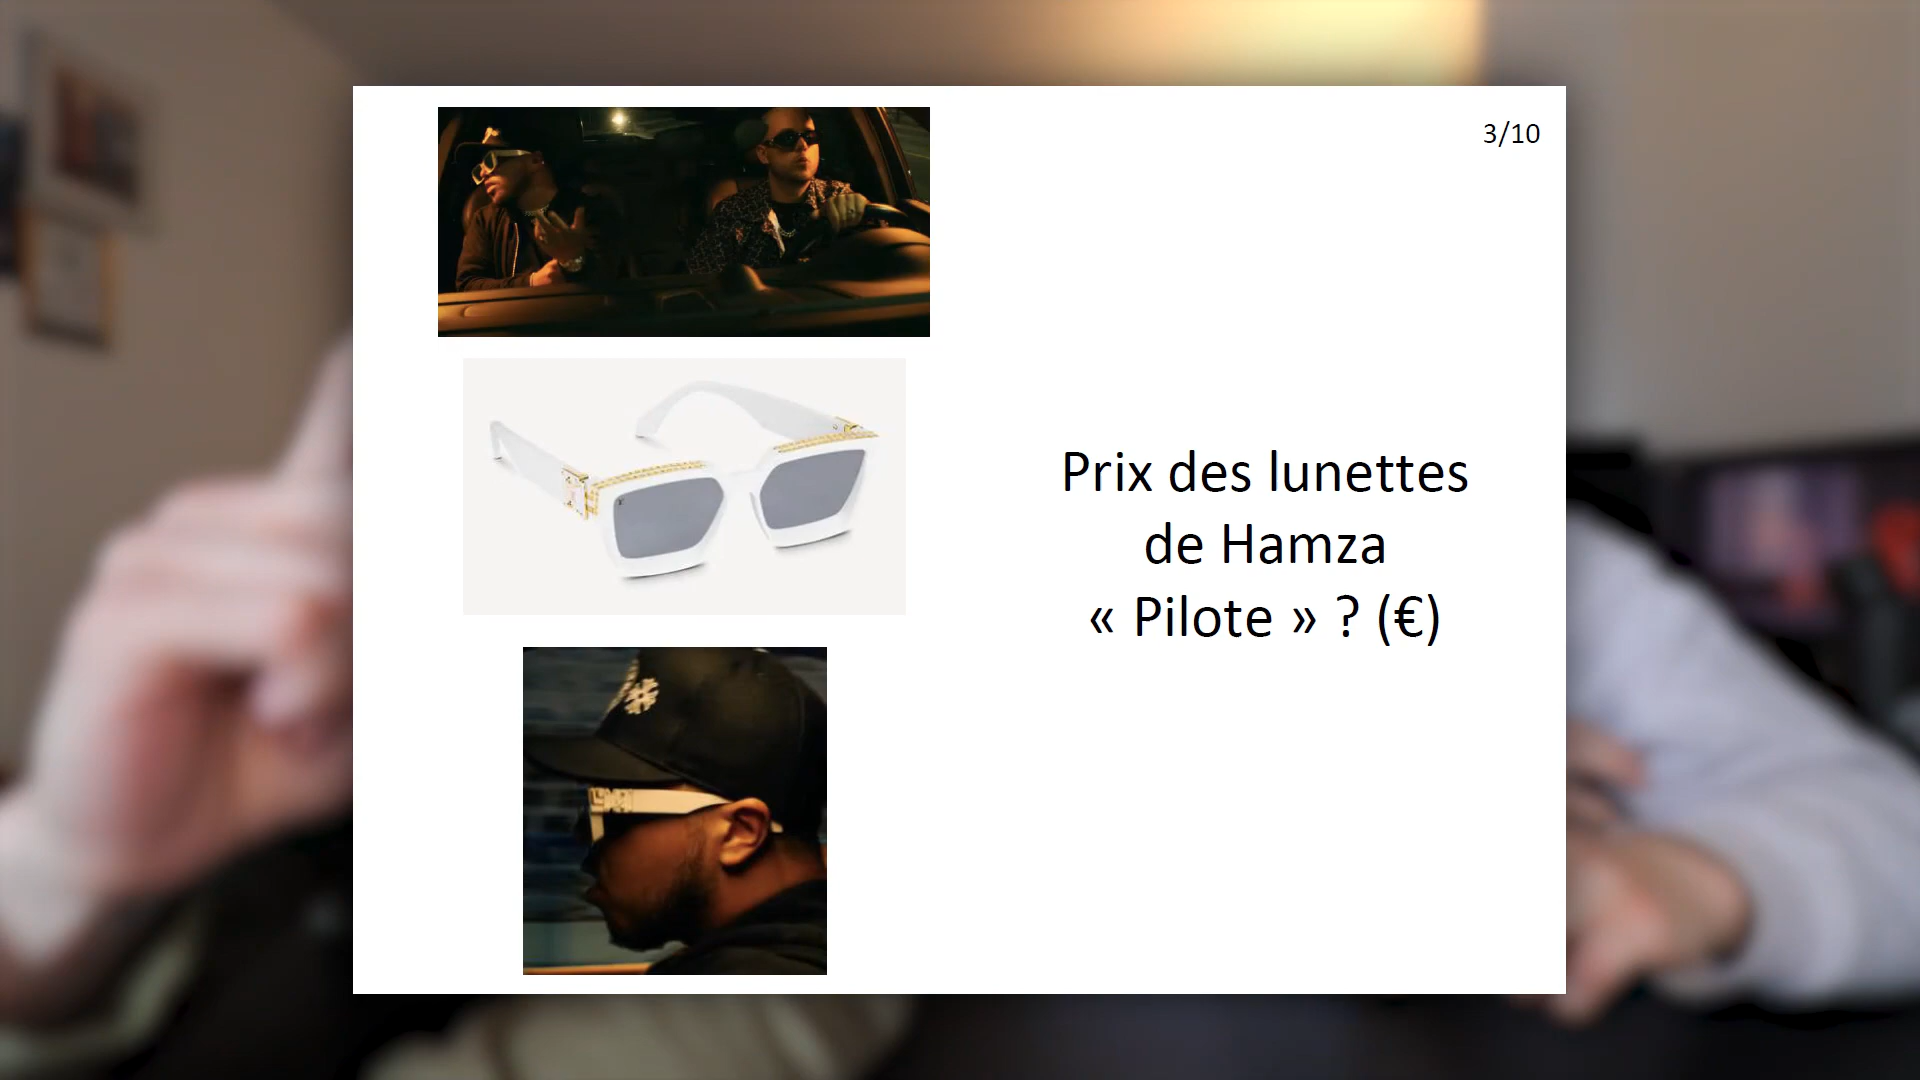 3/10
Prix des lunettes
de Hamza
« Pilote » ? (€)